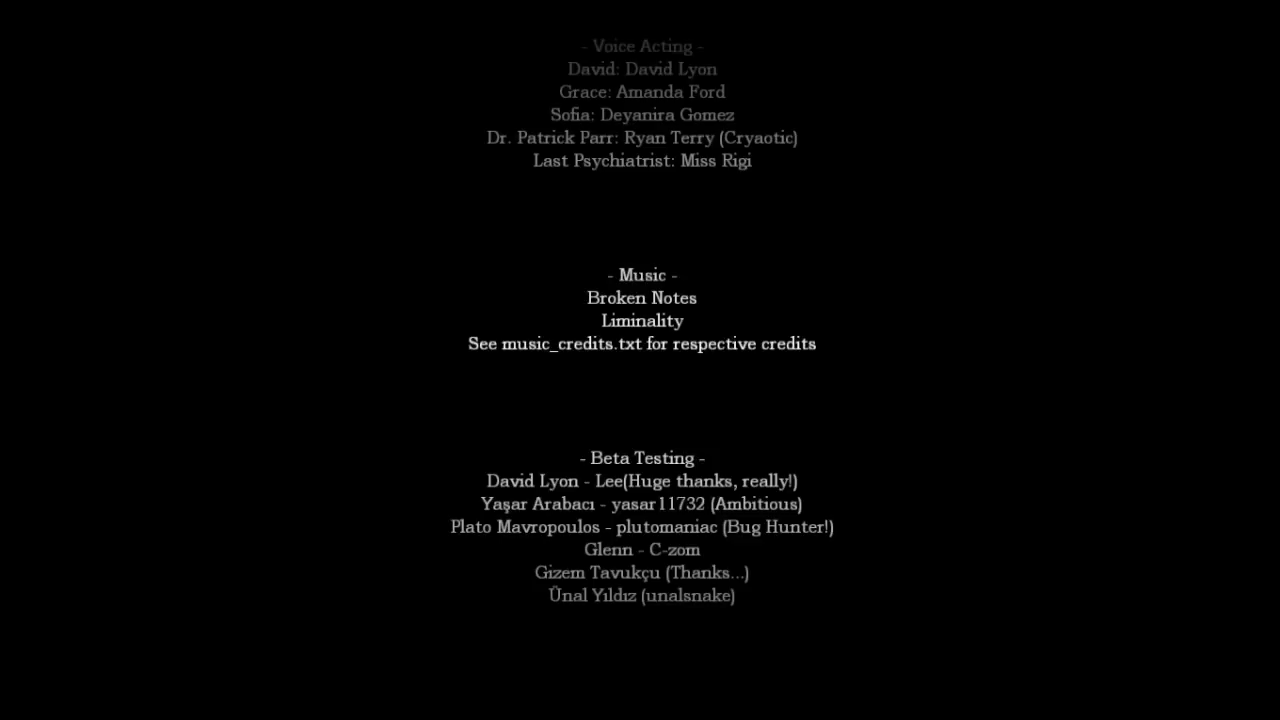 - Voice Acting -
David: David Lyon
Grace: Amanda Ford
Sofia: Deyanira Gomez
Dr. Patrick Parr: Ryan Terry (Cryaotic)
Last Psychiatrist: Miss Rigi
- Music -
Broken Notes
Liminality
See music_credits.txt for respective credits
- Beta Testing -
David Lyon - Lee(Huge thanks, really!)
Yaşar Arabacı - yasar11732 (Ambitious)
Plato Mavropoulos - plutomaniac (Bug Hunter!)
Glenn - C-zom
Gizem Tavukçu (Thanks...)
Ünal Yıldız (unalsnake)